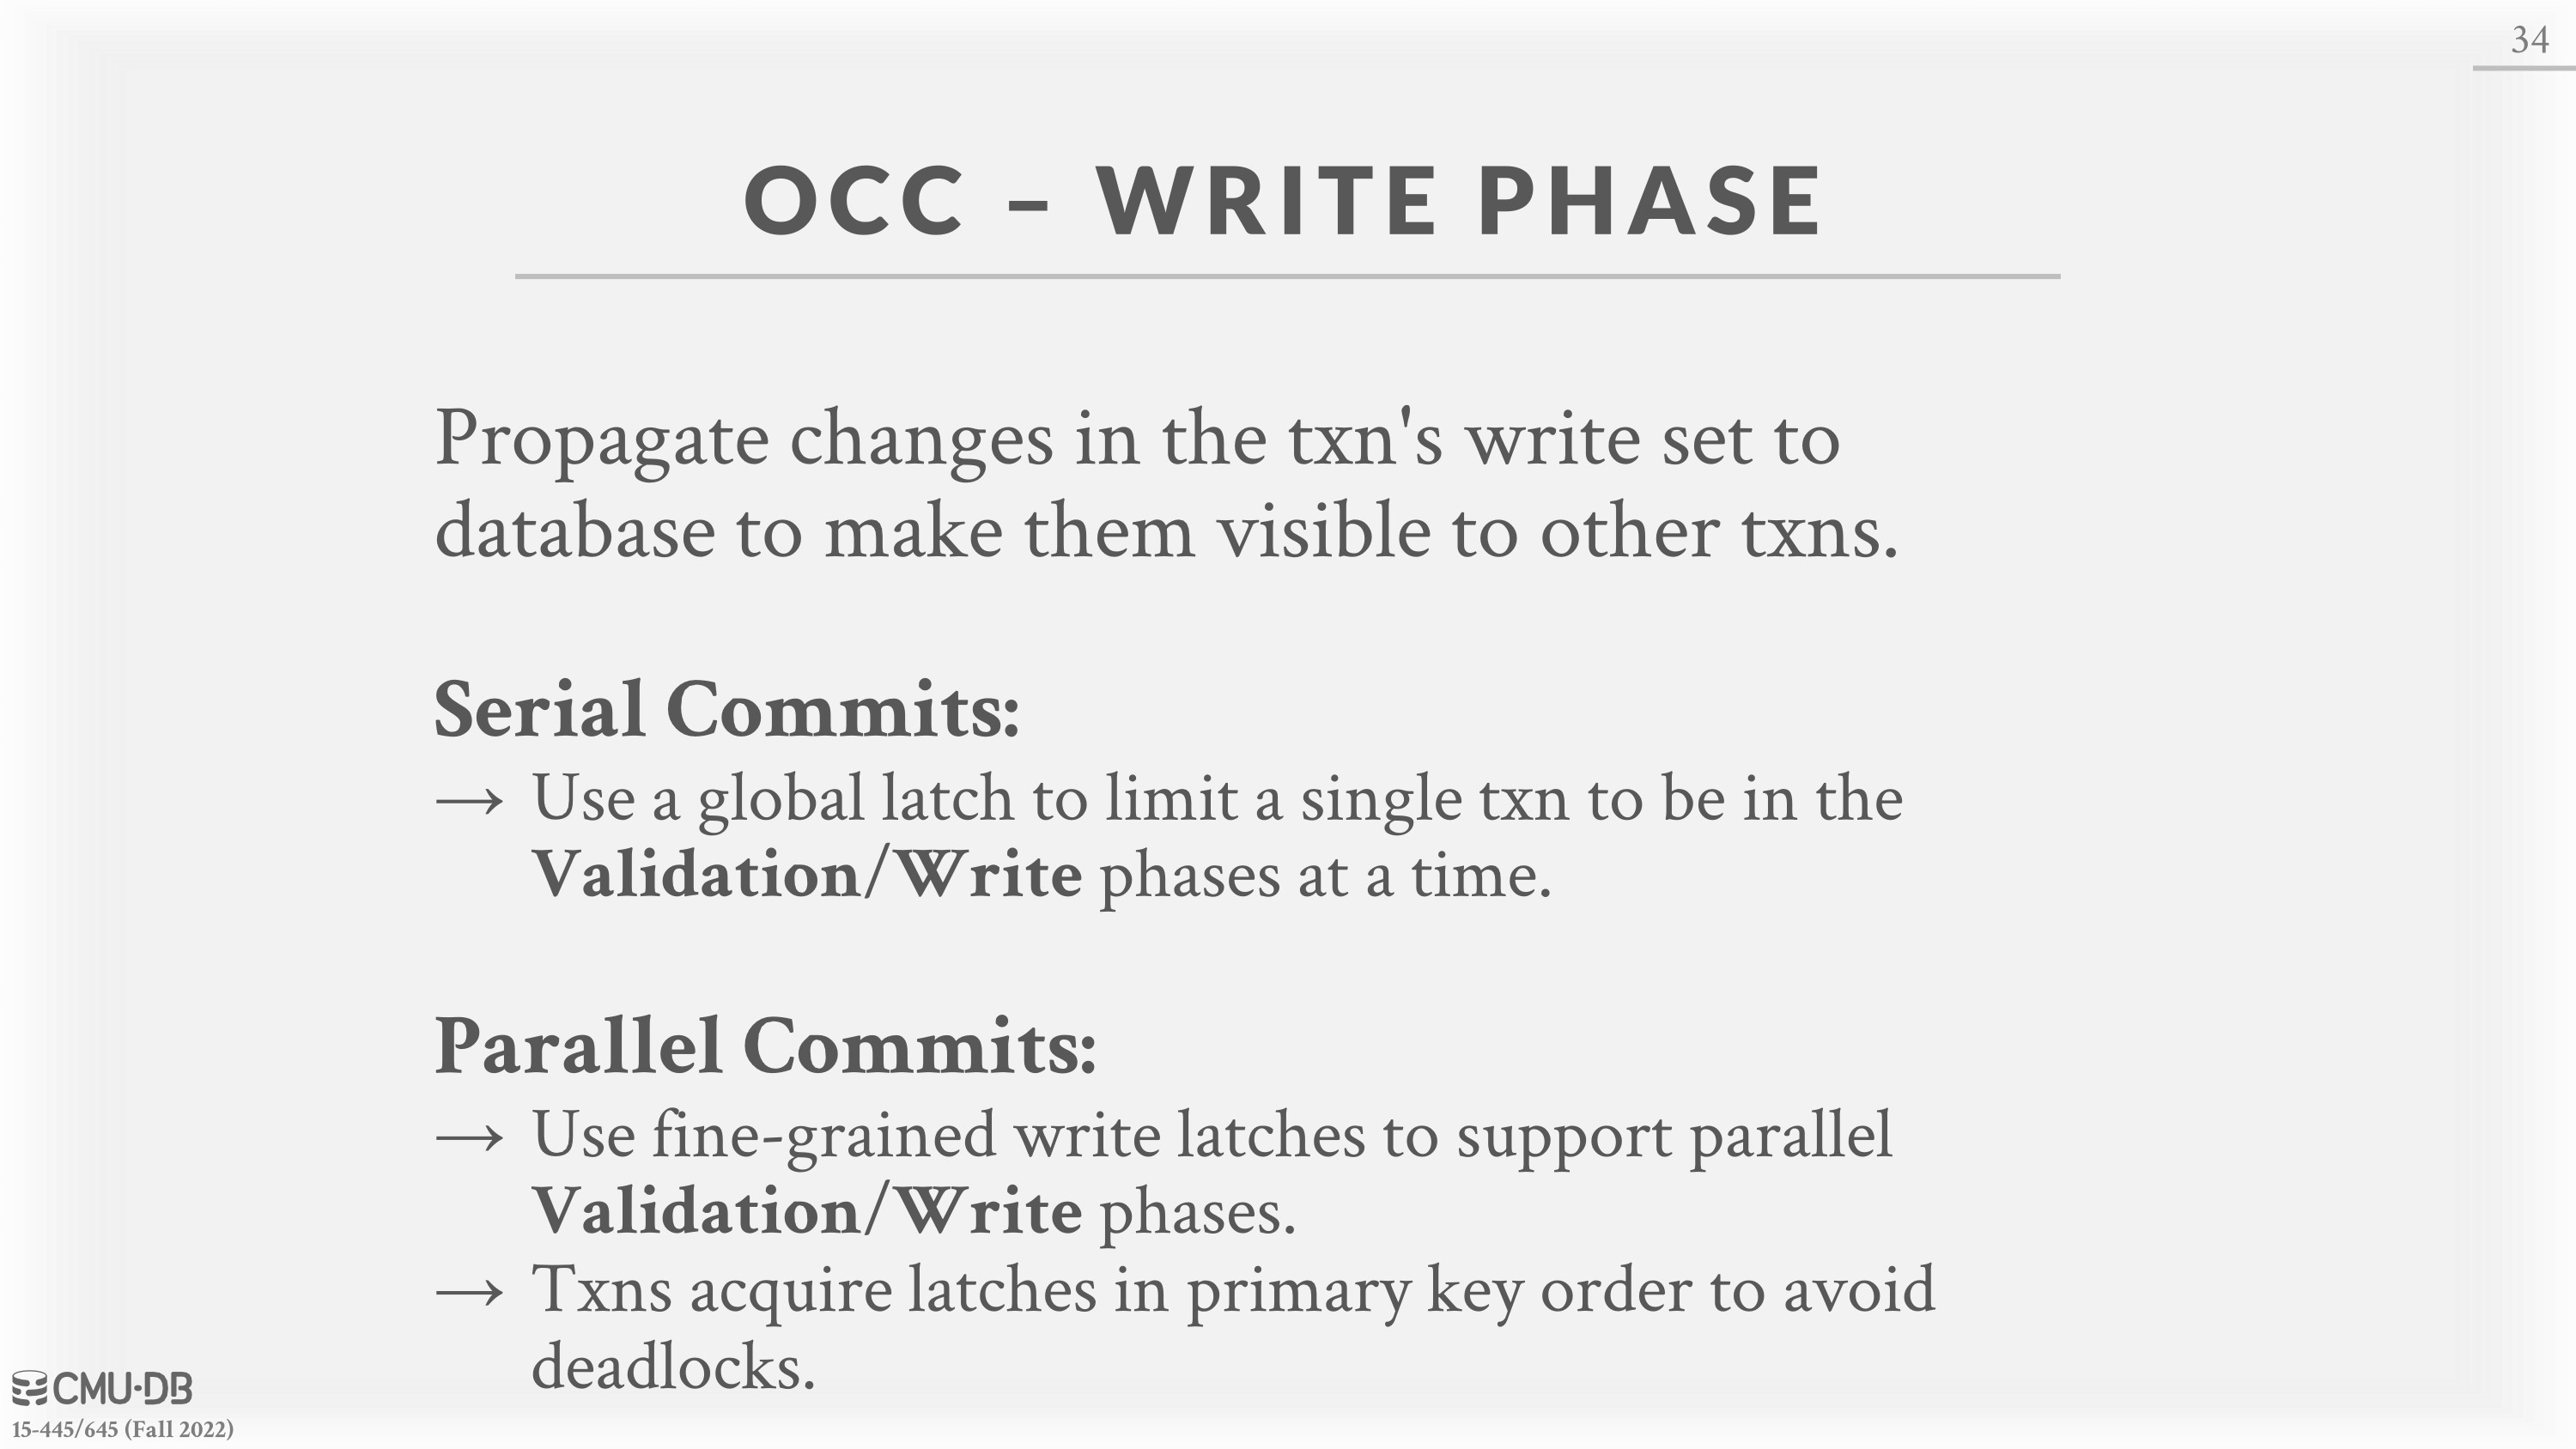 34
OCC – WRITE PHASE
Propagate changes in the txn's write set to
database to make them visible to other txns.
Serial Commits:
→ Use a global latch to limit a single txn to be in the
Validation/Write phases at a time.
Parallel Commits:
→ Use fine-grained write latches to support parallel
Validation/Write phases.
→ Txns acquire latches in primary key order to avoid
deadlocks.
CMU·DB
15-445/645 (Fall 2022)